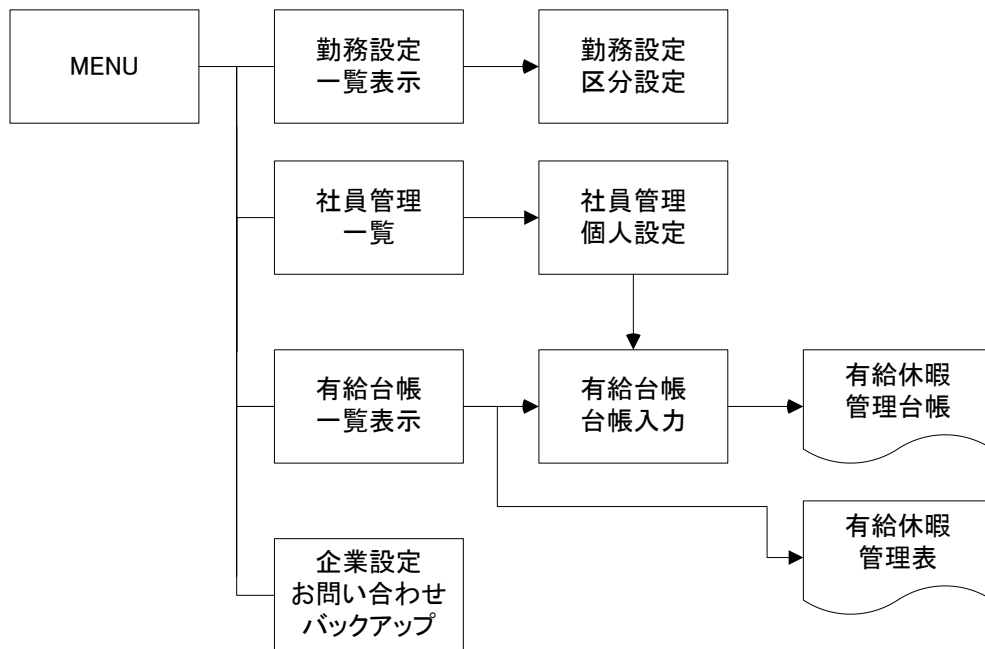 MENU
勤務設定
一覧表示
勤務設定
区分設定
社員管理
一覧
社員管理
個人設定
有給台帳
一覧表示
有給台帳
台帳入力
有給休暇
管理台帳
有給休暇
管理表
企業設定
お問い合わせ
バックアップ